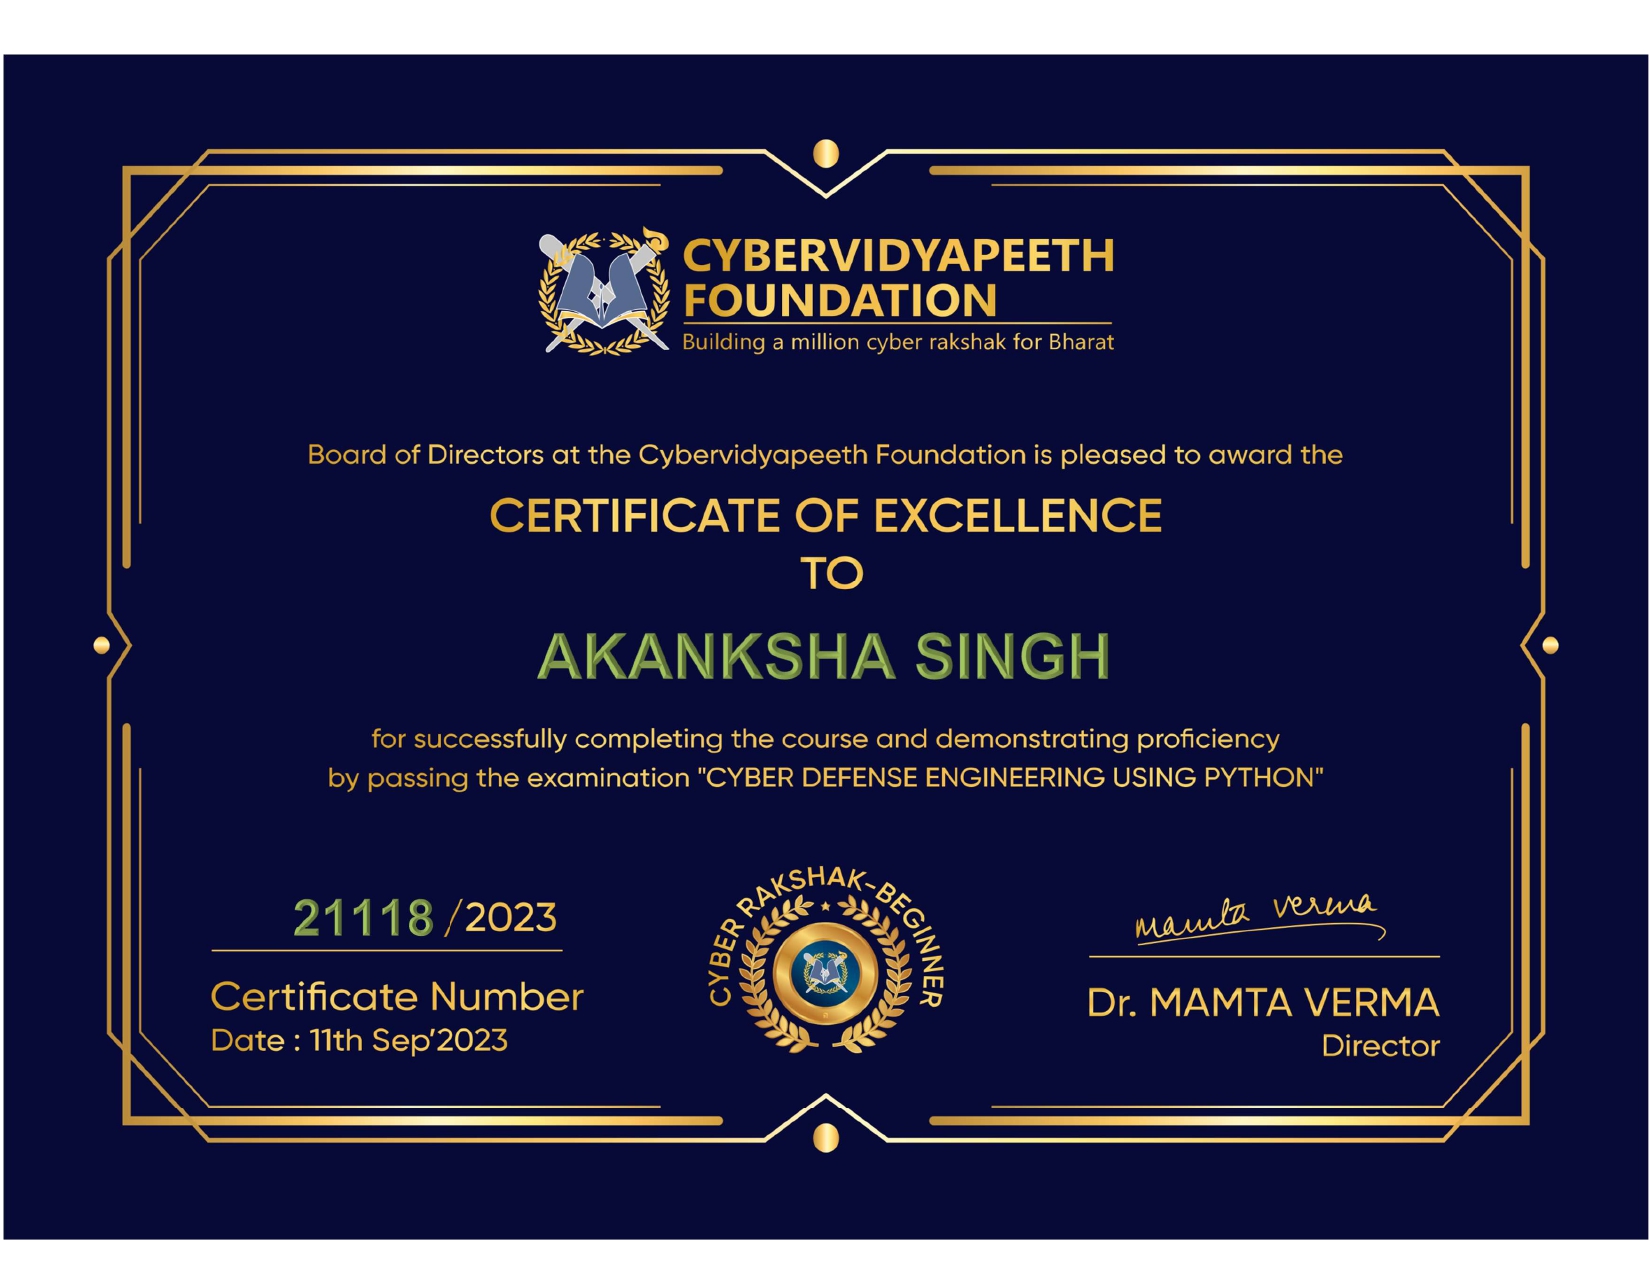 CYBERVIDYAPEETH
FOUNDATION
Building a million cyber rakshak for Bharat
Board of Directors at the Cybervidyapeeth Foundation is pleased to award the
CERTIFICATE OF EXCELLENCE
TO
AKANKSHA SINGH
for successfully completing the course and demonstrating proficiency
by passing the examination "CYBER DEFENSE ENGINEERING USING PYTHON"
21118/2023
Certificate Number
Date : 11th Sep'2023
CYBER RAKSHAK-BEGINNER
mamta verma
Dr. MAMTA VERMA
Director